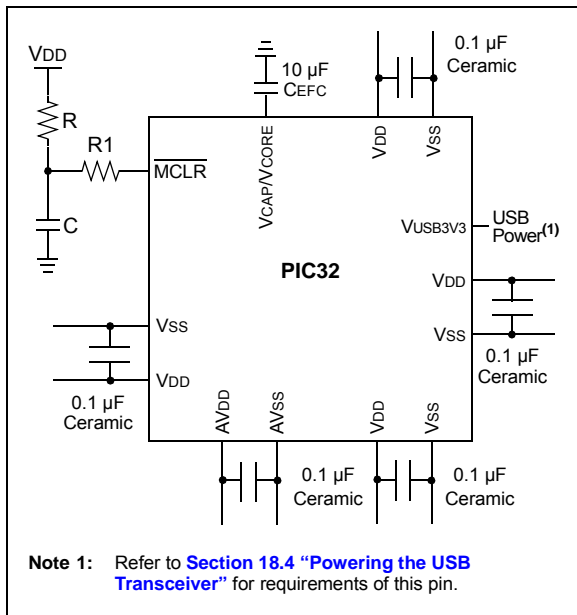 VDD
R
R1
C
MCLR
10 µF
CEFC
VCAP/VCORE
VDD
VSS
0.1 µF
Ceramic
VUSB3V3
USB
Power(1)
PIC32
VDD
VSS
0.1 µF
Ceramic
VSS
VDD
0.1 µF
Ceramic
AVDD
AVSS
0.1 µF
Ceramic
VDD
VSS
0.1 µF
Ceramic
Note 1: Refer to Section 18.4 “Powering the USB
Transceiver” for requirements of this pin.